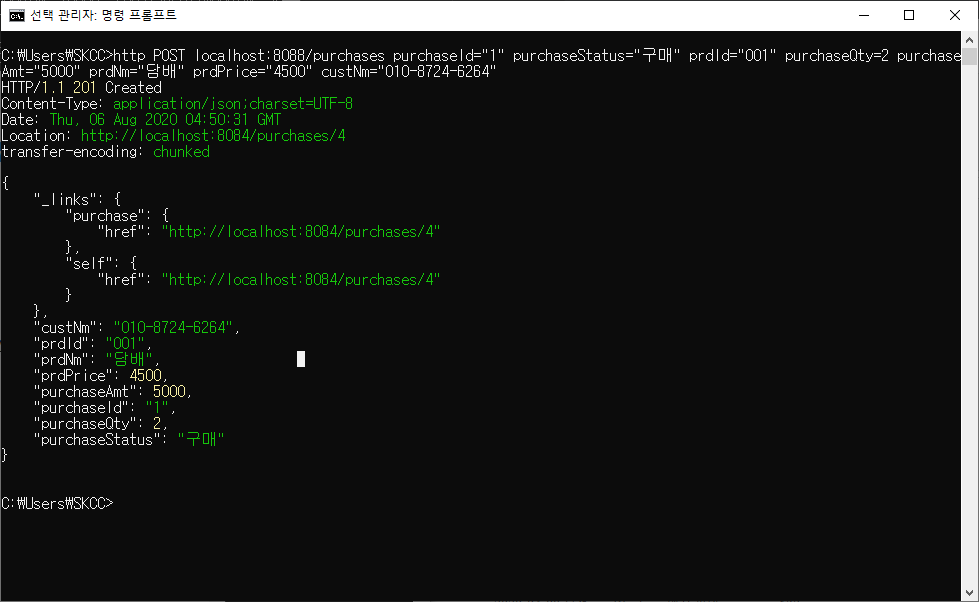 선택 관리자: 명령 프롬프트
C:\Users\SKCC>http POST localhost:8088/purchases purchaseId="1" purchaseStatus="구매" prdId="001" purchaseQty=2 purchase
Amt="5000" prdNm="담배" prdPrice="4500" custNm="010-8724-6264"
HTTP/1.1 201 Created
Content-Type: application/json;charset=UTF-8
Date: Thu, 06 Aug 2020 04:50:31 GMT
Location: http://localhost:8084/purchases/4
transfer-encoding: chunked
{
    "_links": {
        "purchase": {
            "href": "http://localhost:8084/purchases/4"
        },
        "self": {
            "href": "http://localhost:8084/purchases/4"
        }
    },
    "custNm": "010-8724-6264",
    "prdId": "001",
    "prdNm": "담배",
    "prdPrice": 4500,
    "purchaseAmt": 5000,
    "purchaseId": "1",
    "purchaseQty": 2,
    "purchaseStatus": "구매"
}
C:\Users\SKCC>